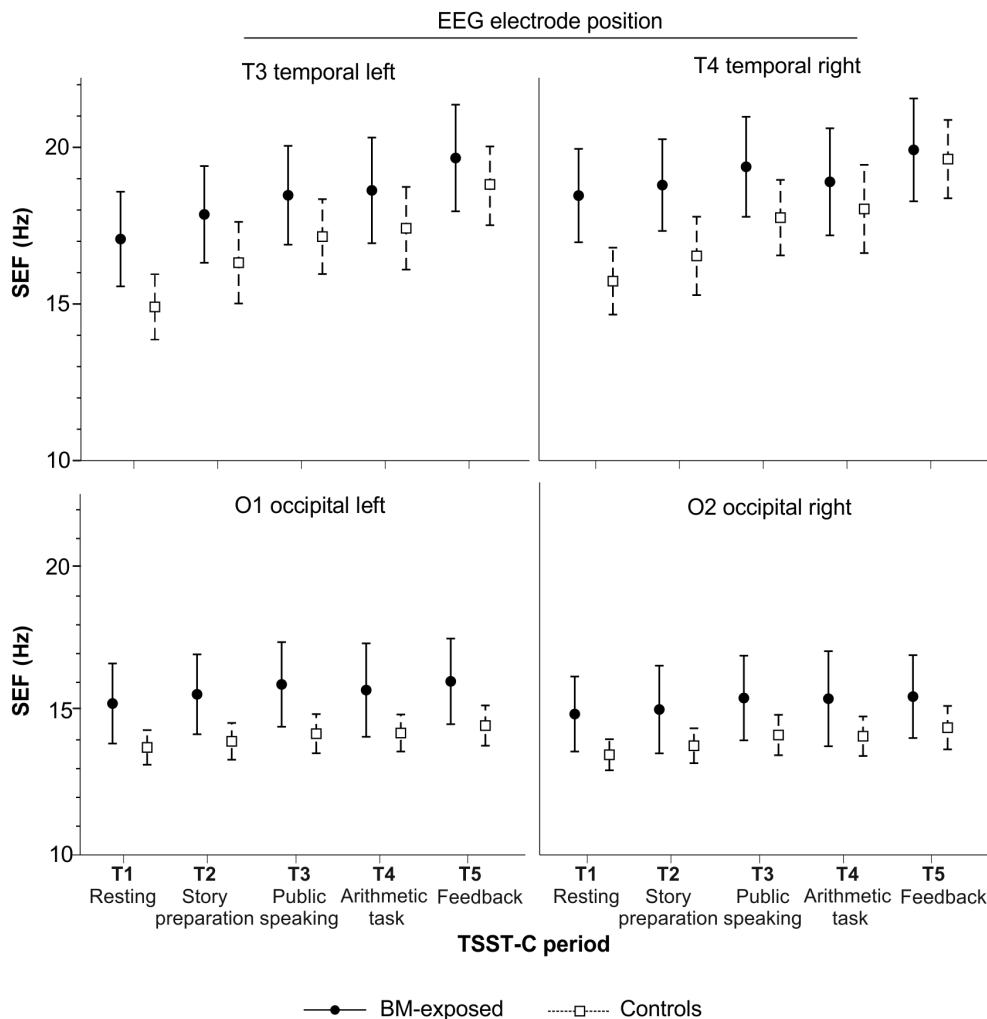 EEG electrode position
T3 temporal left
T4 temporal right
SEF (Hz)
20
15
10
O1 occipital left
O2 occipital right
SEF (Hz)
20
15
10
T1 T2 T3 T4 T5 T1 T2 T3 T4 T5
Resting Story Public Arithmetic Feedback Resting Story Public Arithmetic Feedback
preparation speaking task preparation speaking task
TSST-C period
BM-exposed Controls